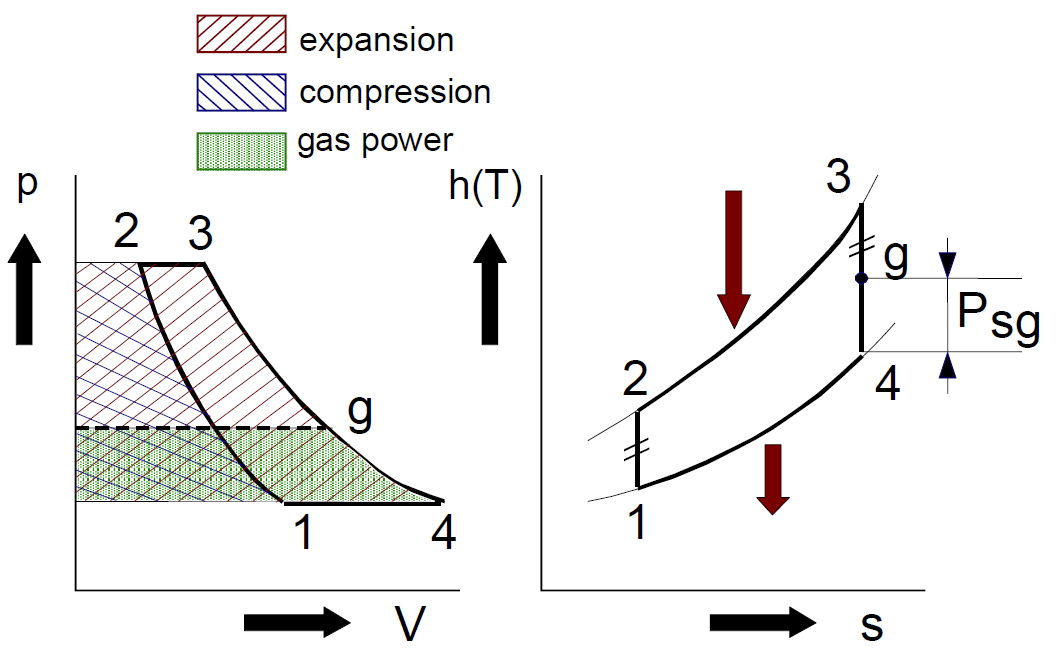 expansion
compression
gas power
p
2
3
g
1
4
V
h(T)
3
g
Psg
2
4
1
s